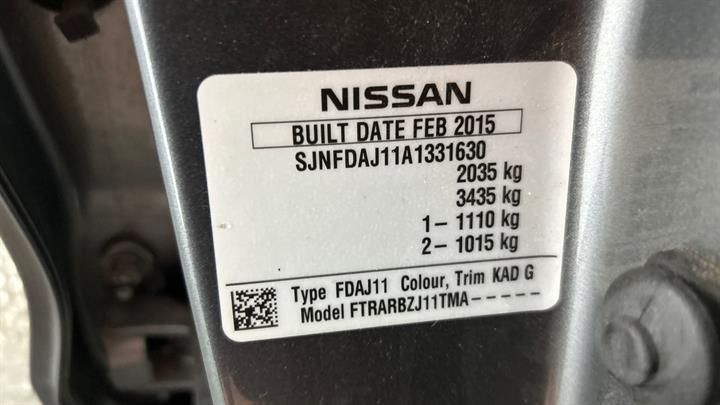 NISSAN
BUILT DATE FEB 2015
SJNFDAJ11A1331630
2035 kg
3435 kg
1– 1110 kg
2– 1015 kg
Type FDAJ11 Colour, Trim KAD G
Model FTRARBZJ11TMA–––––